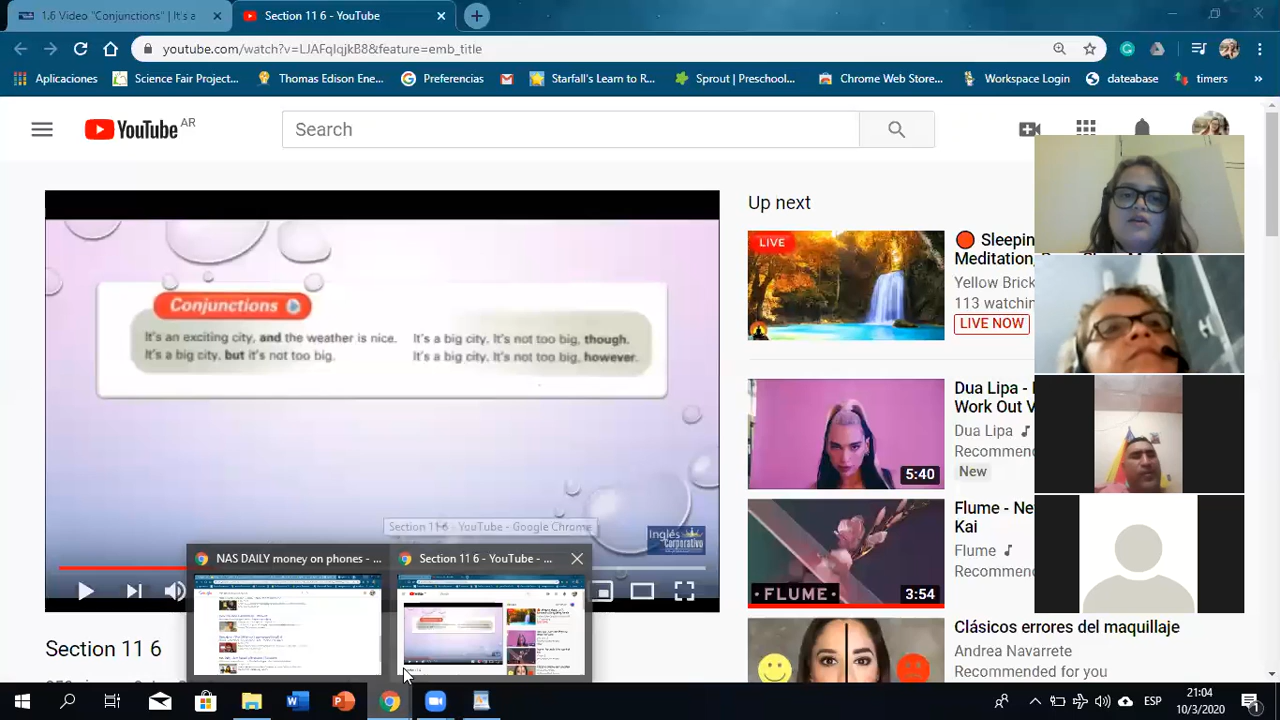 1.6 Video "Conjunctions" | It's a
Section 11 6 - YouTube
youtube.com/watch?v=LJAFqIqjkB8&feature=emb_title
Aplicaciones
Science Fair Project...
Thomas Edison Ene...
Preferencias
Starfall's Learn to R...
Sprout | Preschool...
Chrome Web Store...
Workspace Login
dateabase
timers
»
YouTube AR
Search
Conjunctions
It's an exciting city, and the weather is nice.
It's a big city, but it's not too big.
It's a big city. It's not too big, though.
It's a big city. It's not too big, however.
Inglés
Corporativo
Section 11 6 - YouTube - Google Chrome
NAS DAILY money on phones - ...
Section 11 6 - YouTube - ...
Section 11 6
Up next
LIVE
Sleepin
Meditation,
Yellow Brick
113 watchin
LIVE NOW
Dua Lipa -
Work Out V
Dua Lipa
Recommen
New
5:40
Flume - Ne
Kai
Flume
Recommen
FLUME
3:54
Clásicos errores del maquillaje
Andrea Navarrete
Recommended for you
ESP
21:04
10/3/2020
1